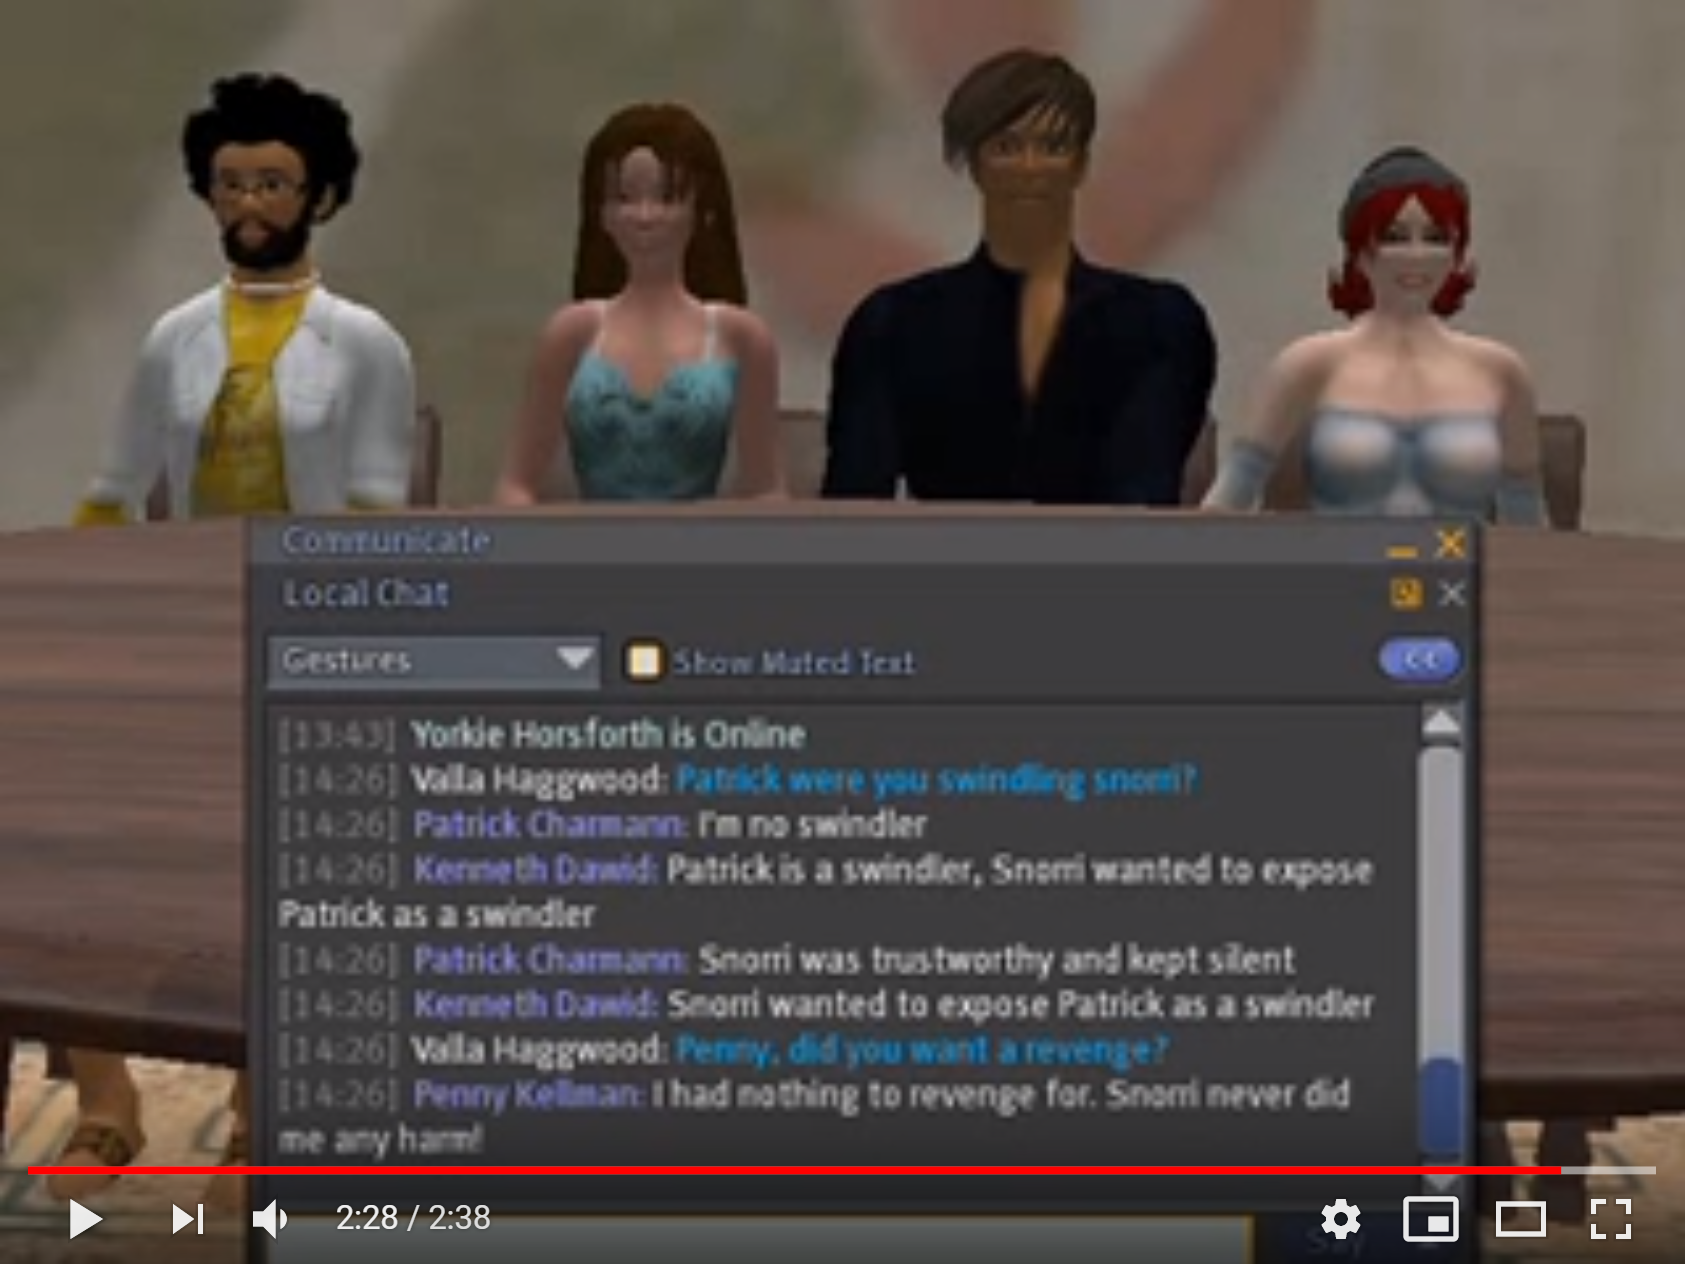 Communicate
Local Chat
Gestures Show Muted Text <<
[13:43] Yorkie Horsforth is Online
[14:26] Valla Haggwood: Patrick were you swindling snorri?
[14:26] Patrick Charmann: I'm no swindler
[14:26] Kenneth Dawid: Patrick is a swindler, Snorri wanted to expose
Patrick as a swindler
[14:26] Patrick Charmann: Snorri was trustworthy and kept silent
[14:26] Kenneth Dawid: Snorri wanted to expose Patrick as a swindler
[14:26] Valla Haggwood: Penny, did you want a revenge?
[14:26] Penny Kellman: I had nothing to revenge for. Snorri never did
me any harm!
2:28 / 2:38